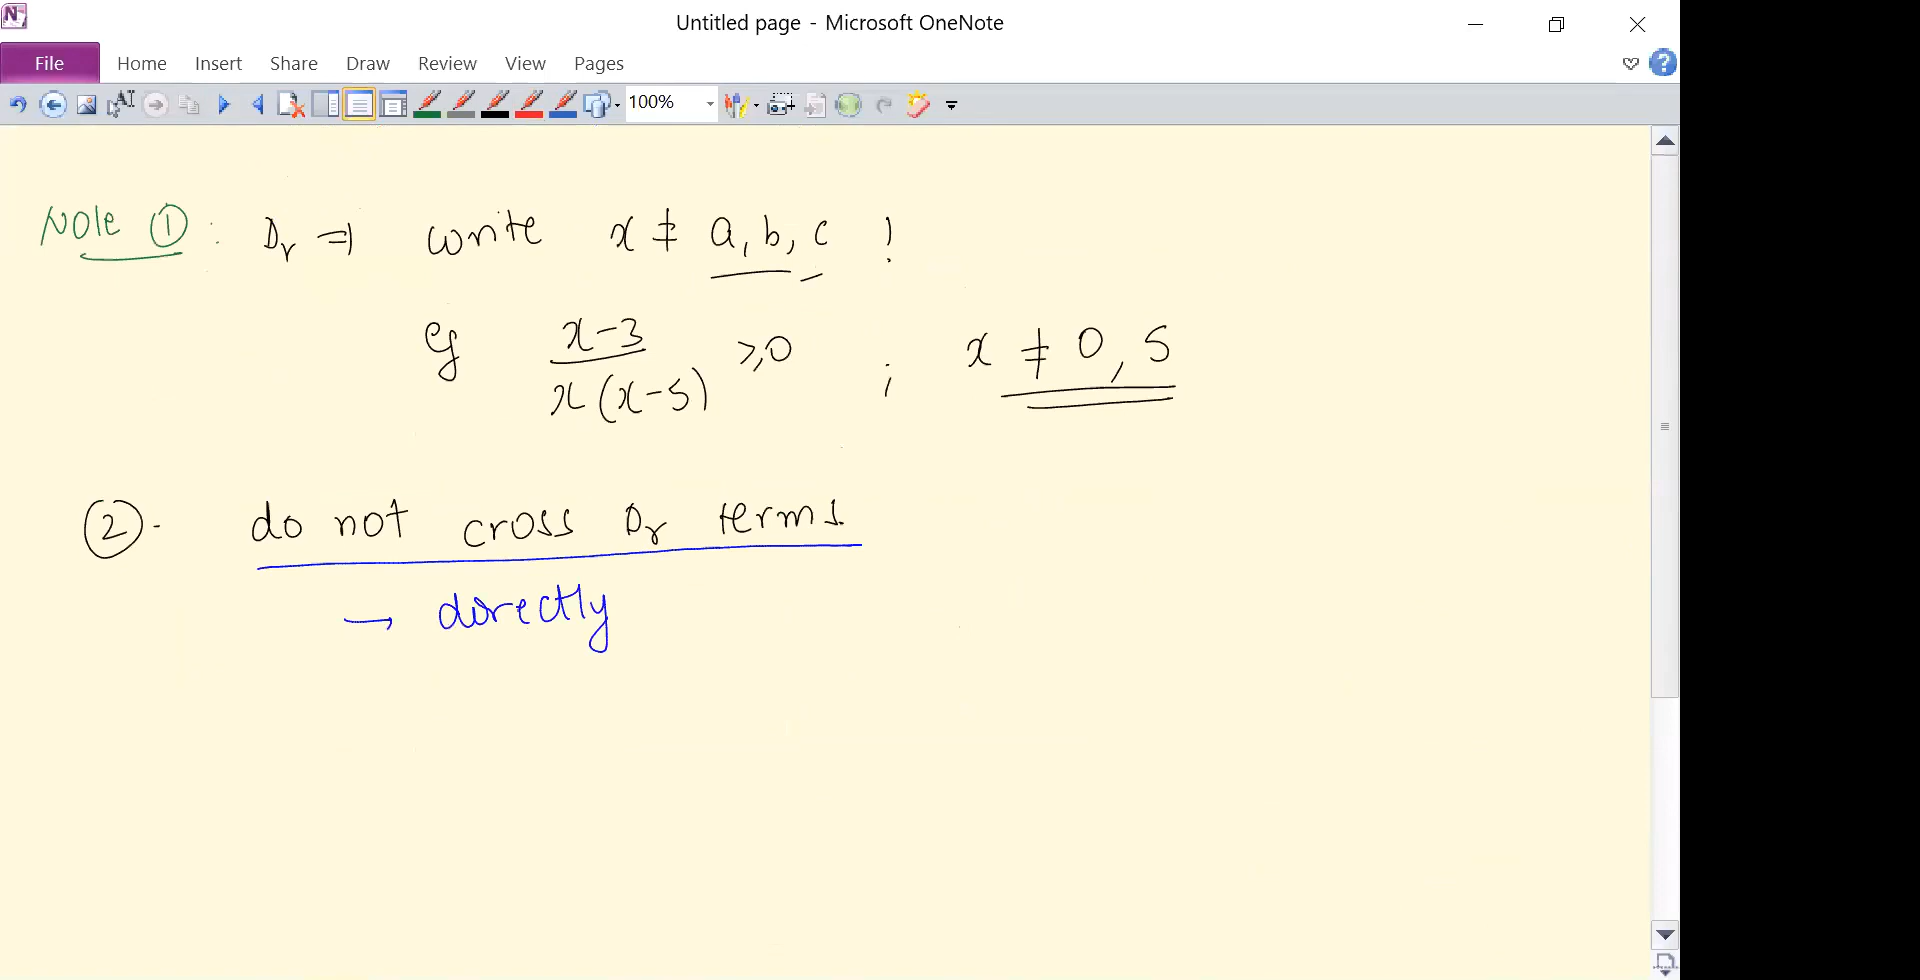 Untitled page - Microsoft OneNote
File Home Insert Share Draw Review View Pages
100%
Note ① : Dr ⇒ write x ≠ a, b, c !
eg x-3 / x(x-5) ≥ 0 ; x ≠ 0, 5
② . do not cross Dr terms
→ directly